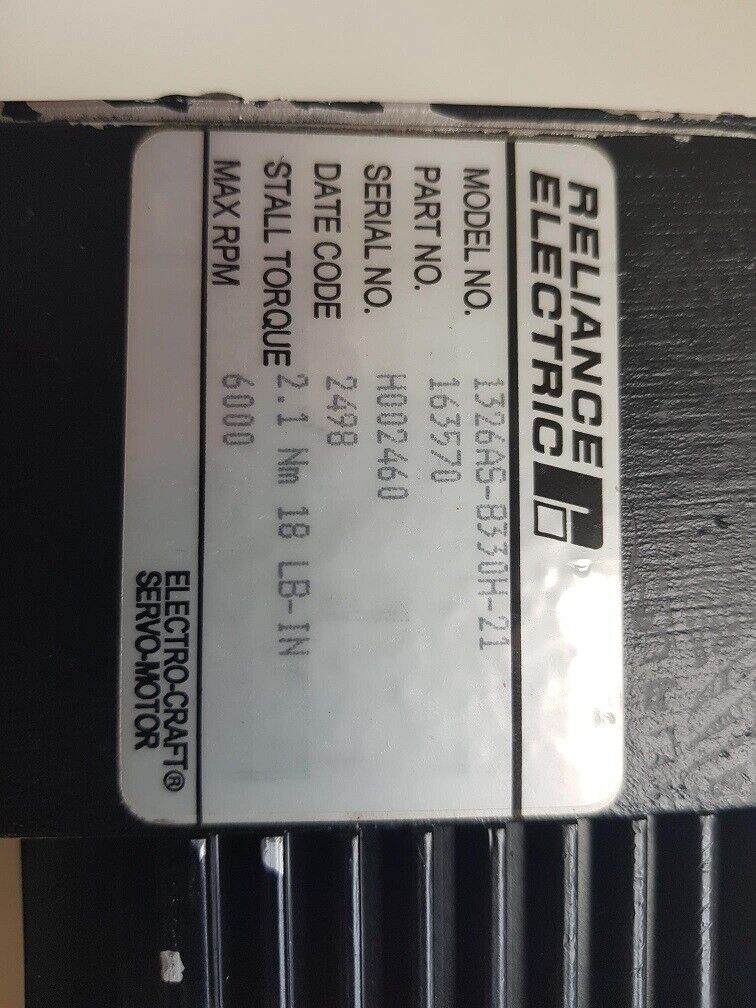 RELIANCE
ELECTRIC
MODEL NO. 1326AS-B330H-21
PART NO. 163570
SERIAL NO. H002460
DATE CODE 2498
STALL TORQUE 2.1 Nm 18 LB-IN
MAX RPM 6000
ELECTRO-CRAFT®
SERVO-MOTOR